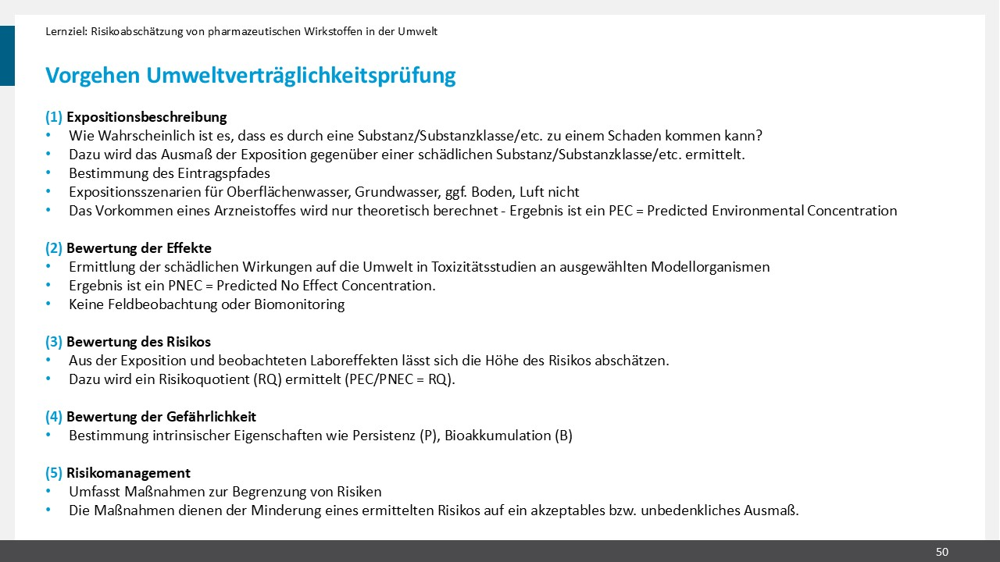 Lernziel: Risikoabschätzung von pharmazeutischen Wirkstoffen in der Umwelt
Vorgehen Umweltverträglichkeitsprüfung
(1) Expositionsbeschreibung
• Wie Wahrscheinlich ist es, dass es durch eine Substanz/Substanzklasse/etc. zu einem Schaden kommen kann?
• Dazu wird das Ausmaß der Exposition gegenüber einer schädlichen Substanz/Substanzklasse/etc. ermittelt.
• Bestimmung des Eintragspfades
• Expositionsszenarien für Oberflächenwasser, Grundwasser, ggf. Boden, Luft nicht
• Das Vorkommen eines Arzneistoffes wird nur theoretisch berechnet - Ergebnis ist ein PEC = Predicted Environmental Concentration
(2) Bewertung der Effekte
• Ermittlung der schädlichen Wirkungen auf die Umwelt in Toxizitätsstudien an ausgewählten Modellorganismen
• Ergebnis ist ein PNEC = Predicted No Effect Concentration.
• Keine Feldbeobachtung oder Biomonitoring
(3) Bewertung des Risikos
• Aus der Exposition und beobachteten Laboreffekten lässt sich die Höhe des Risikos abschätzen.
• Dazu wird ein Risikoquotient (RQ) ermittelt (PEC/PNEC = RQ).
(4) Bewertung der Gefährlichkeit
• Bestimmung intrinsischer Eigenschaften wie Persistenz (P), Bioakkumulation (B)
(5) Risikomanagement
• Umfasst Maßnahmen zur Begrenzung von Risiken
• Die Maßnahmen dienen der Minderung eines ermittelten Risikos auf ein akzeptables bzw. unbedenkliches Ausmaß.
50